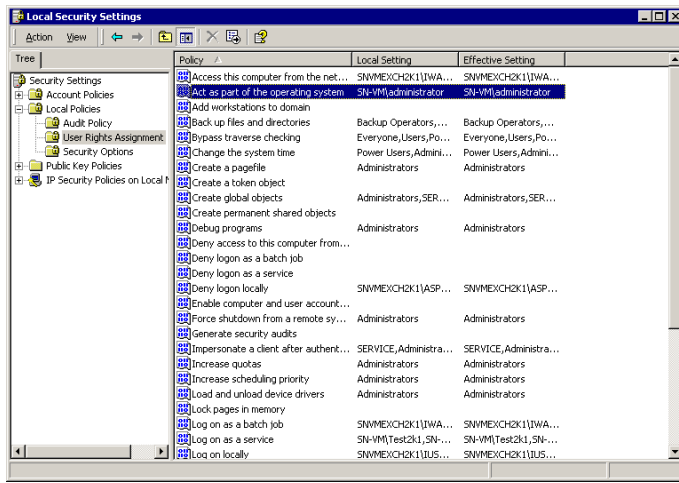 Local Security Settings
Action View
Tree
Policy Local Setting Effective Setting
Security Settings
Account Policies
Local Policies
Audit Policy
User Rights Assignment
Security Options
Public Key Policies
IP Security Policies on Local M
Access this computer from the net... SNVMEXCH2K1\IWA... SNVMEXCH2K1\IWA...
Act as part of the operating system SN-VM\administrator SN-VM\administrator
Add workstations to domain
Back up files and directories Backup Operators,... Backup Operators,...
Bypass traverse checking Everyone,Users,Po... Everyone,Users,Po...
Change the system time Power Users,Admini... Power Users,Admini...
Create a pagefile Administrators Administrators
Create a token object
Create global objects Administrators,SER... Administrators,SER...
Create permanent shared objects
Debug programs Administrators Administrators
Deny access to this computer from...
Deny logon as a batch job
Deny logon as a service
Deny logon locally SNVMEXCH2K1\ASP... SNVMEXCH2K1\ASP...
Enable computer and user account...
Force shutdown from a remote sy... Administrators Administrators
Generate security audits
Impersonate a client after authent... SERVICE,Administra... SERVICE,Administra...
Increase quotas Administrators Administrators
Increase scheduling priority Administrators Administrators
Load and unload device drivers Administrators Administrators
Lock pages in memory
Log on as a batch job SNVMEXCH2K1\IWA... SNVMEXCH2K1\IWA...
Log on as a service SN-VM\Test2k1,SN-... SN-VM\Test2k1,SN-...
Log on locally SNVMEXCH2K1\IUS... SNVMEXCH2K1\IUS...